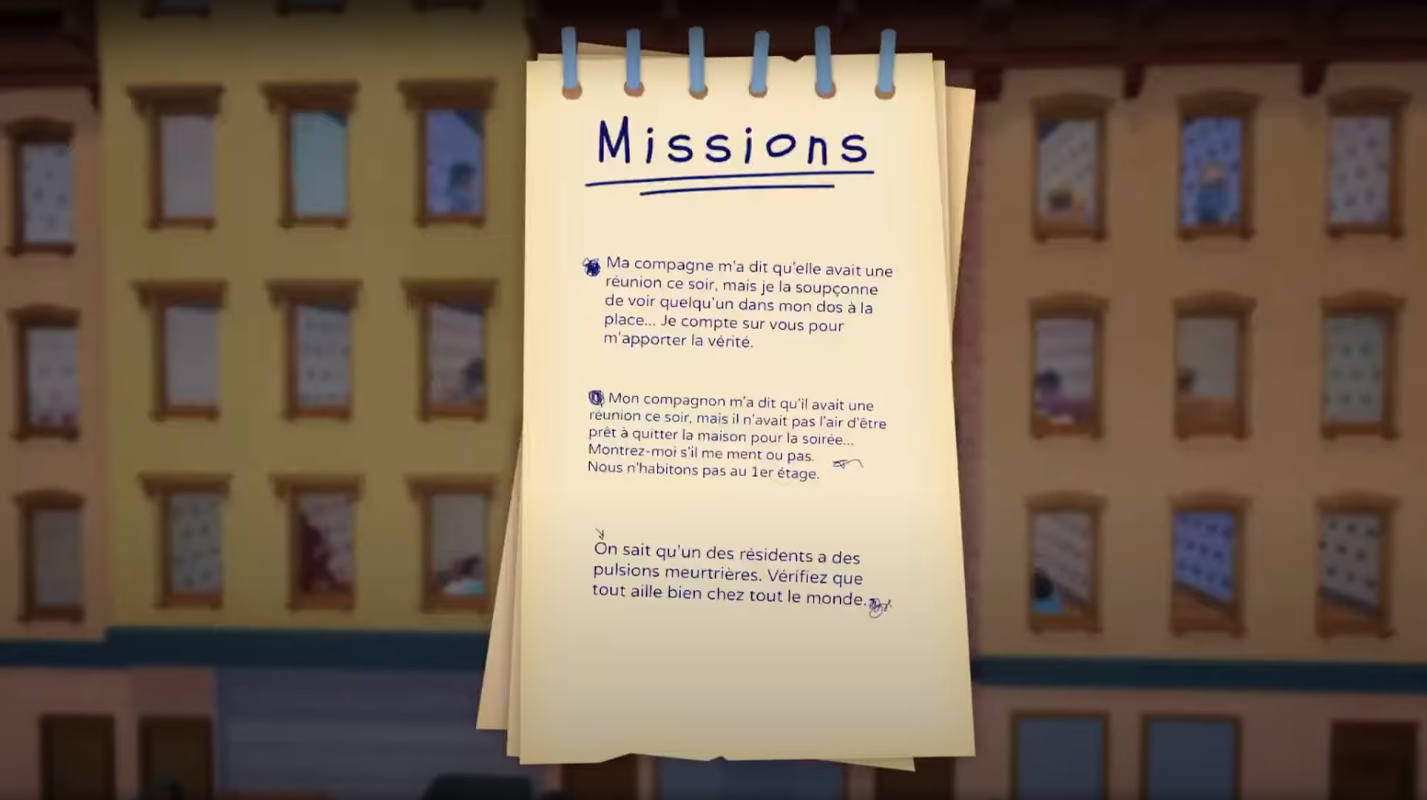 Missions
Ma compagne m'a dit qu'elle avait une
réunion ce soir, mais je la soupçonne
de voir quelqu'un dans mon dos à la
place... Je compte sur vous pour
m'apporter la vérité.
Mon compagnon m'a dit qu'il avait une
réunion ce soir, mais il n'avait pas l'air d'être
prêt à quitter la maison pour la soirée...
Montrez-moi s'il me ment ou pas.
Nous n'habitons pas au 1er étage.
On sait qu'un des résidents a des
pulsions meurtrières. Vérifiez que
tout aille bien chez tout le monde.